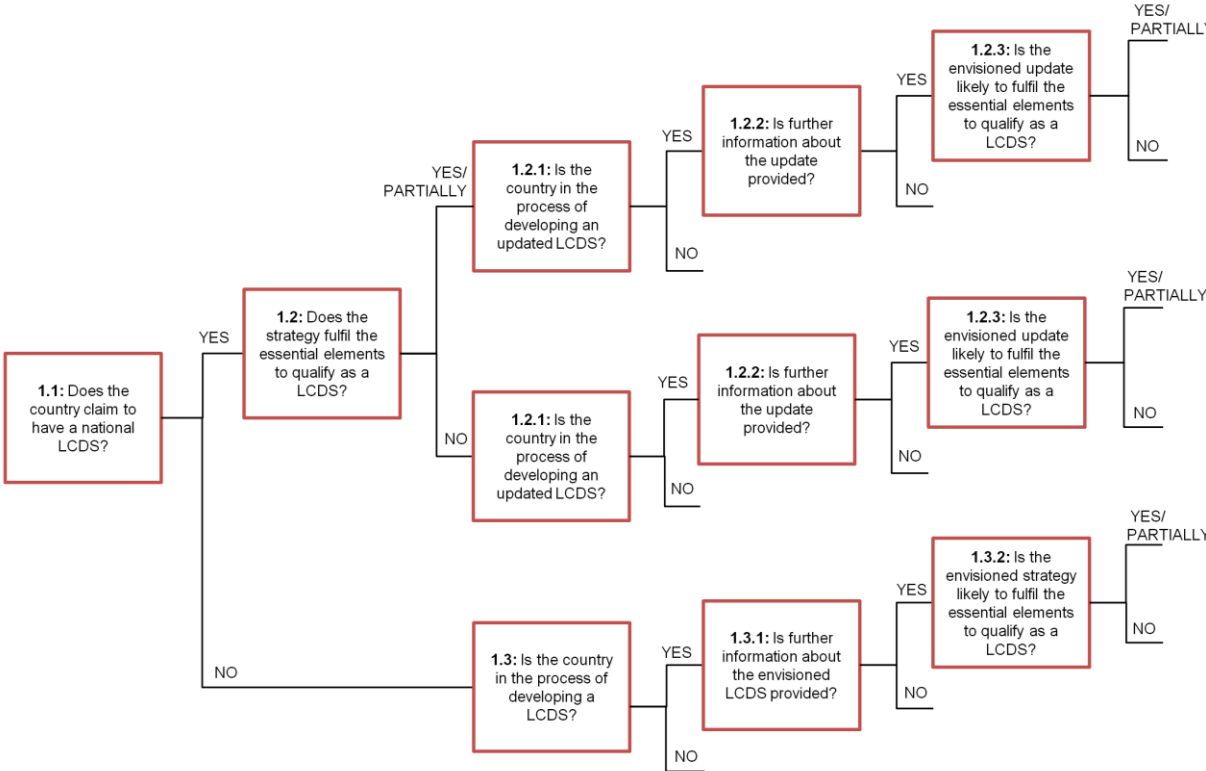 YES/
PARTIALLY
1.2.3: Is the
envisioned update
likely to fulfil the
essential elements
to qualify as a
LCDS?
YES
NO
1.2.2: Is further
information about
the update
provided?
YES
NO
1.2.1: Is the
country in the
process of
developing an
updated LCDS?
YES/
PARTIALLY
NO
1.2: Does the
strategy fulfil the
essential elements
to qualify as a
LCDS?
YES
1.1: Does the
country claim to
have a national
LCDS?
NO
1.2.1: Is the
country in the
process of
developing an
updated LCDS?
YES
NO
1.2.2: Is further
information about
the update
provided?
YES
NO
1.2.3: Is the
envisioned update
likely to fulfil the
essential elements
to qualify as a
LCDS?
YES/
PARTIALLY
NO
NO
1.3: Is the country
in the process of
developing a
LCDS?
YES
NO
1.3.1: Is further
information about
the envisioned
LCDS provided?
YES
NO
1.3.2: Is the
envisioned strategy
likely to fulfil the
essential elements
to qualify as a
LCDS?
YES/
PARTIALLY
NO